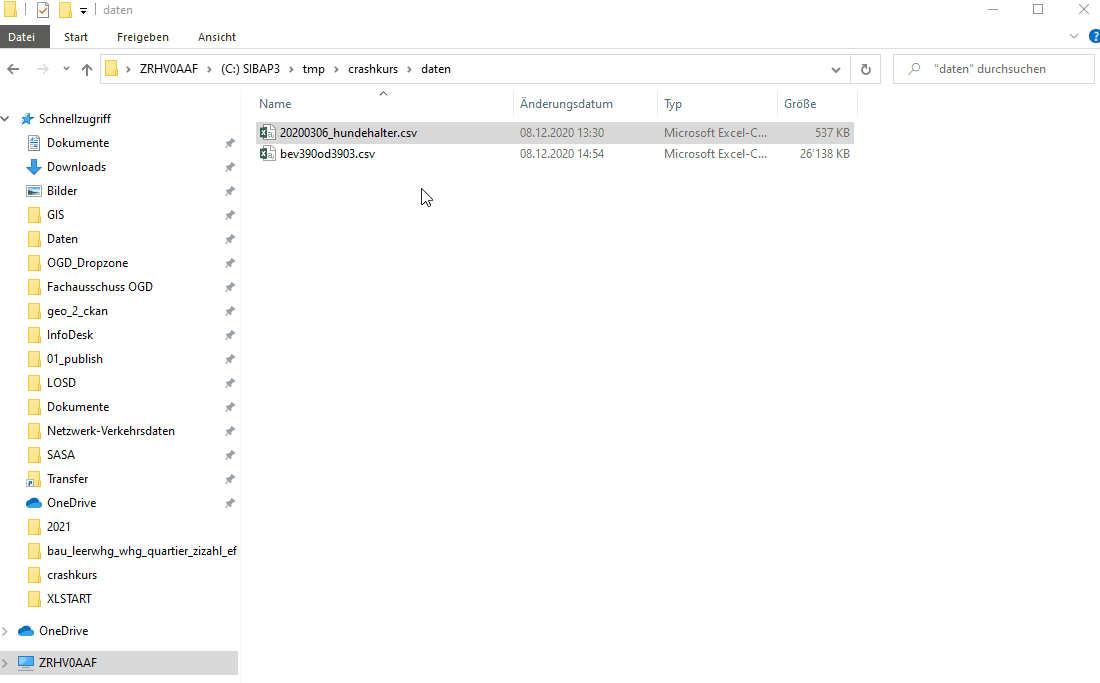 daten
Datei Start Freigeben Ansicht ?
ZRHV0AAF › (C:) SIBAP3 › tmp › crashkurs › daten
"daten" durchsuchen
Name Änderungsdatum Typ Größe
20200306_hundehalter.csv 08.12.2020 13:30 Microsoft Excel-C... 537 KB
bev390od3903.csv 08.12.2020 14:54 Microsoft Excel-C... 26'138 KB
Schnellzugriff
Dokumente
Downloads
Bilder
GIS
Daten
OGD_Dropzone
Fachausschuss OGD
geo_2_ckan
InfoDesk
01_publish
LOSD
Dokumente
Netzwerk-Verkehrsdaten
SASA
Transfer
OneDrive
2021
bau_leerwhg_whg_quartier_zizahl_ef
crashkurs
XLSTART
OneDrive
ZRHV0AAF